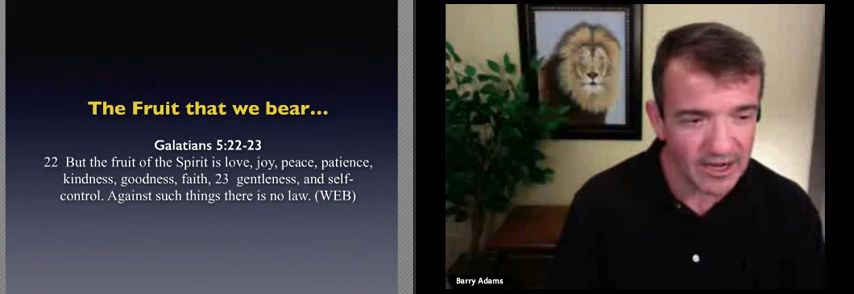 The Fruit that we bear...
Galatians 5:22-23
22  But the fruit of the Spirit is love, joy, peace, patience,
kindness, goodness, faith, 23  gentleness, and self-
control. Against such things there is no law. (WEB)
Barry Adams